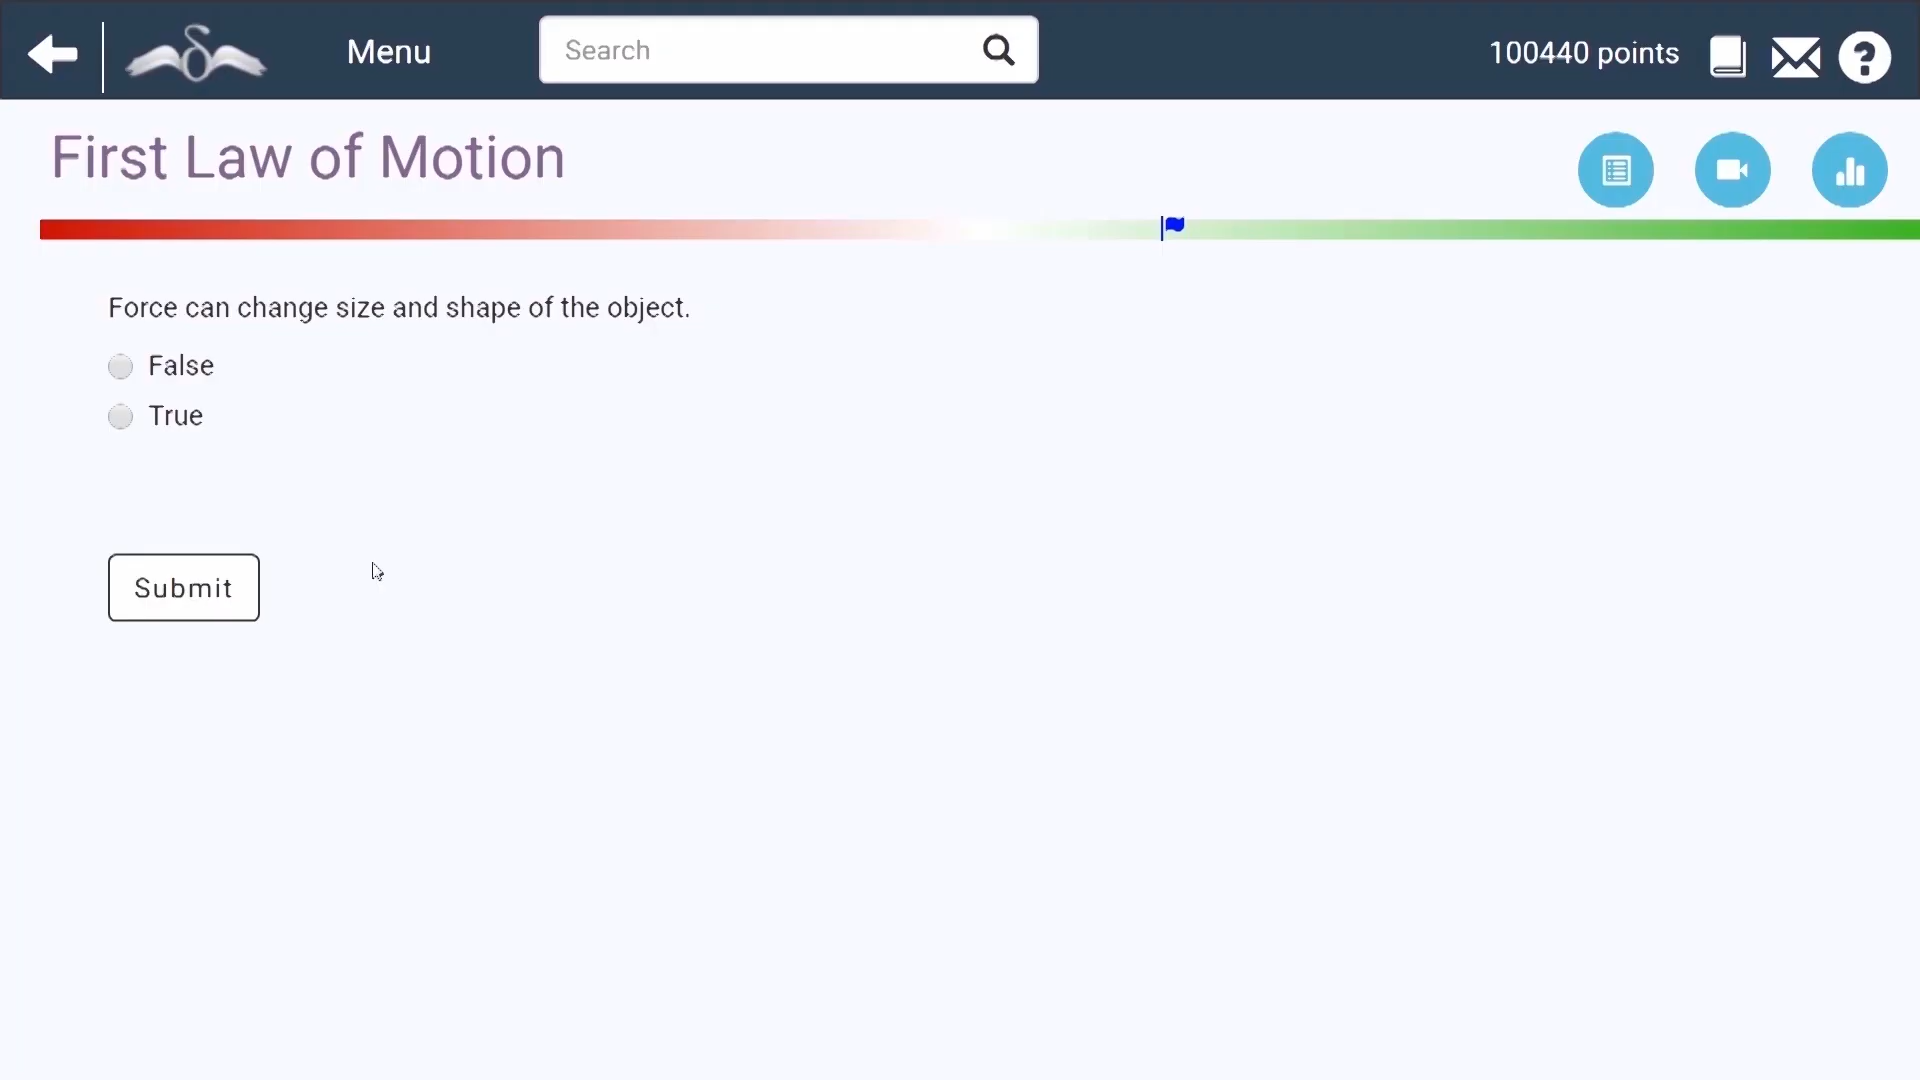 Menu
Search
100440 points
First Law of Motion
Force can change size and shape of the object.
False
True
Submit